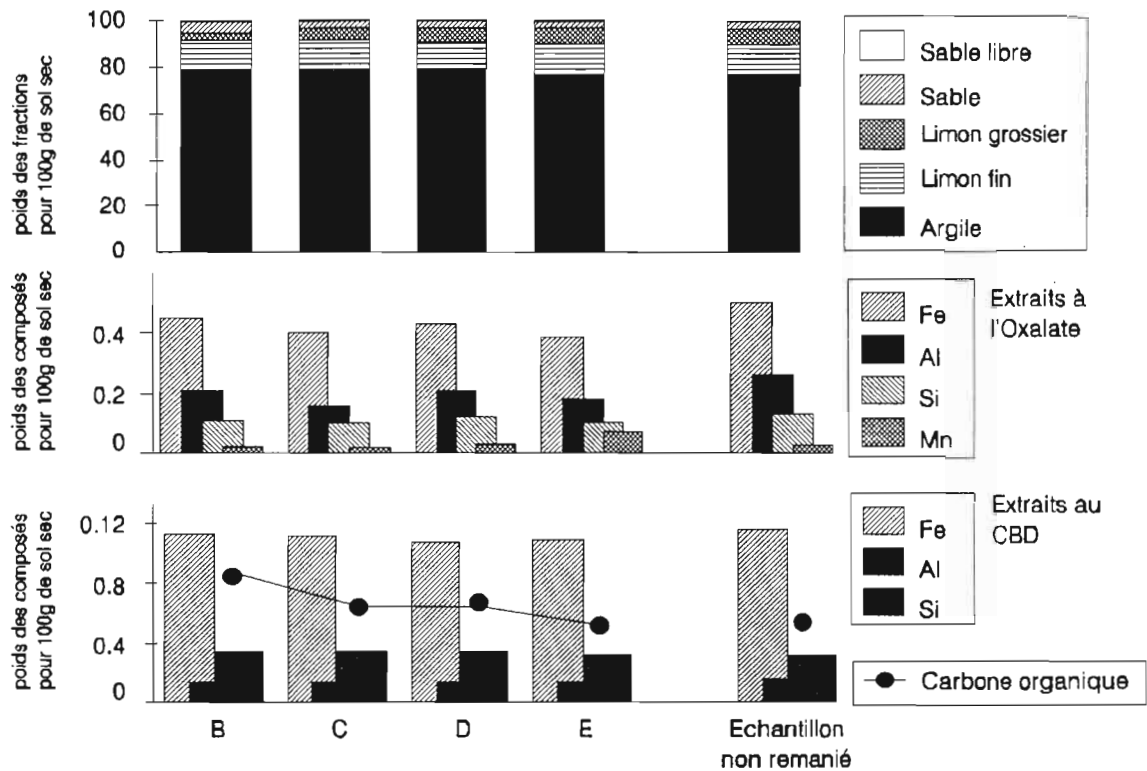 poids des fractions
pour 100g de sol sec
100
80
60
40
20
0
Sable libre
Sable
Limon grossier
Limon fin
Argile
poids des composés
pour 100g de sol sec
0.4
0.2
0
Fe
Al
Si
Mn
Extraits à
l'Oxalate
poids des composés
pour 100g de sol sec
0.12
0.8
0.4
0
Fe
Al
Si
Extraits au
CBD
Carbone organique
B
C
D
E
Echantillon
non remanié